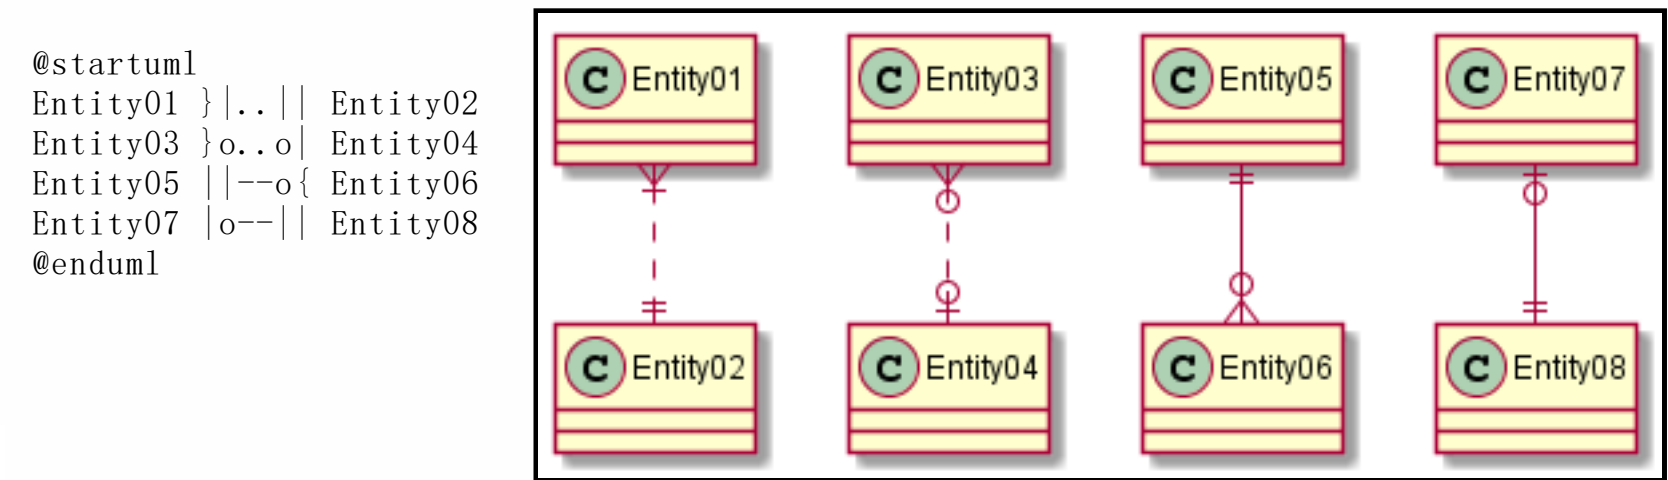 @startuml
Entity01 }|..|| Entity02
Entity03 }o..o| Entity04
Entity05 ||--o{ Entity06
Entity07 |o--|| Entity08
@enduml
C Entity01
C Entity03
C Entity05
C Entity07
C Entity02
C Entity04
C Entity06
C Entity08